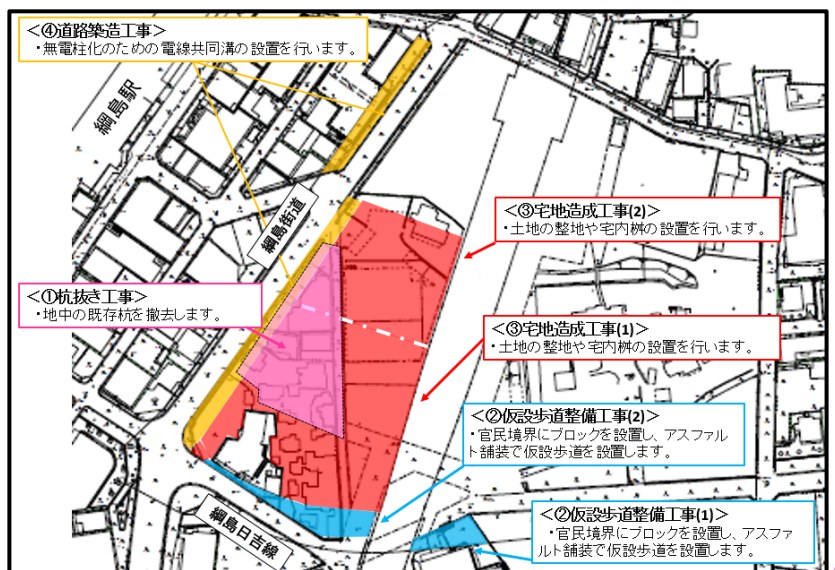 <④道路築造工事>
・無電柱化のための電線共同溝の設置を行います。
綱島駅
綱島街道
<③宅地造成工事(2)>
・土地の整地や宅内桝の設置を行います。
<①杭抜き工事>
・地中の既存杭を撤去します。
<③宅地造成工事(1)>
・土地の整地や宅内桝の設置を行います。
<②仮設歩道整備工事(2)>
・官民境界にブロックを設置し、アスファル
ト舗装で仮設歩道を設置します。
綱島日吉線
<②仮設歩道整備工事(1)>
・官民境界にブロックを設置し、アスファ
ルト舗装で仮設歩道を設置します。